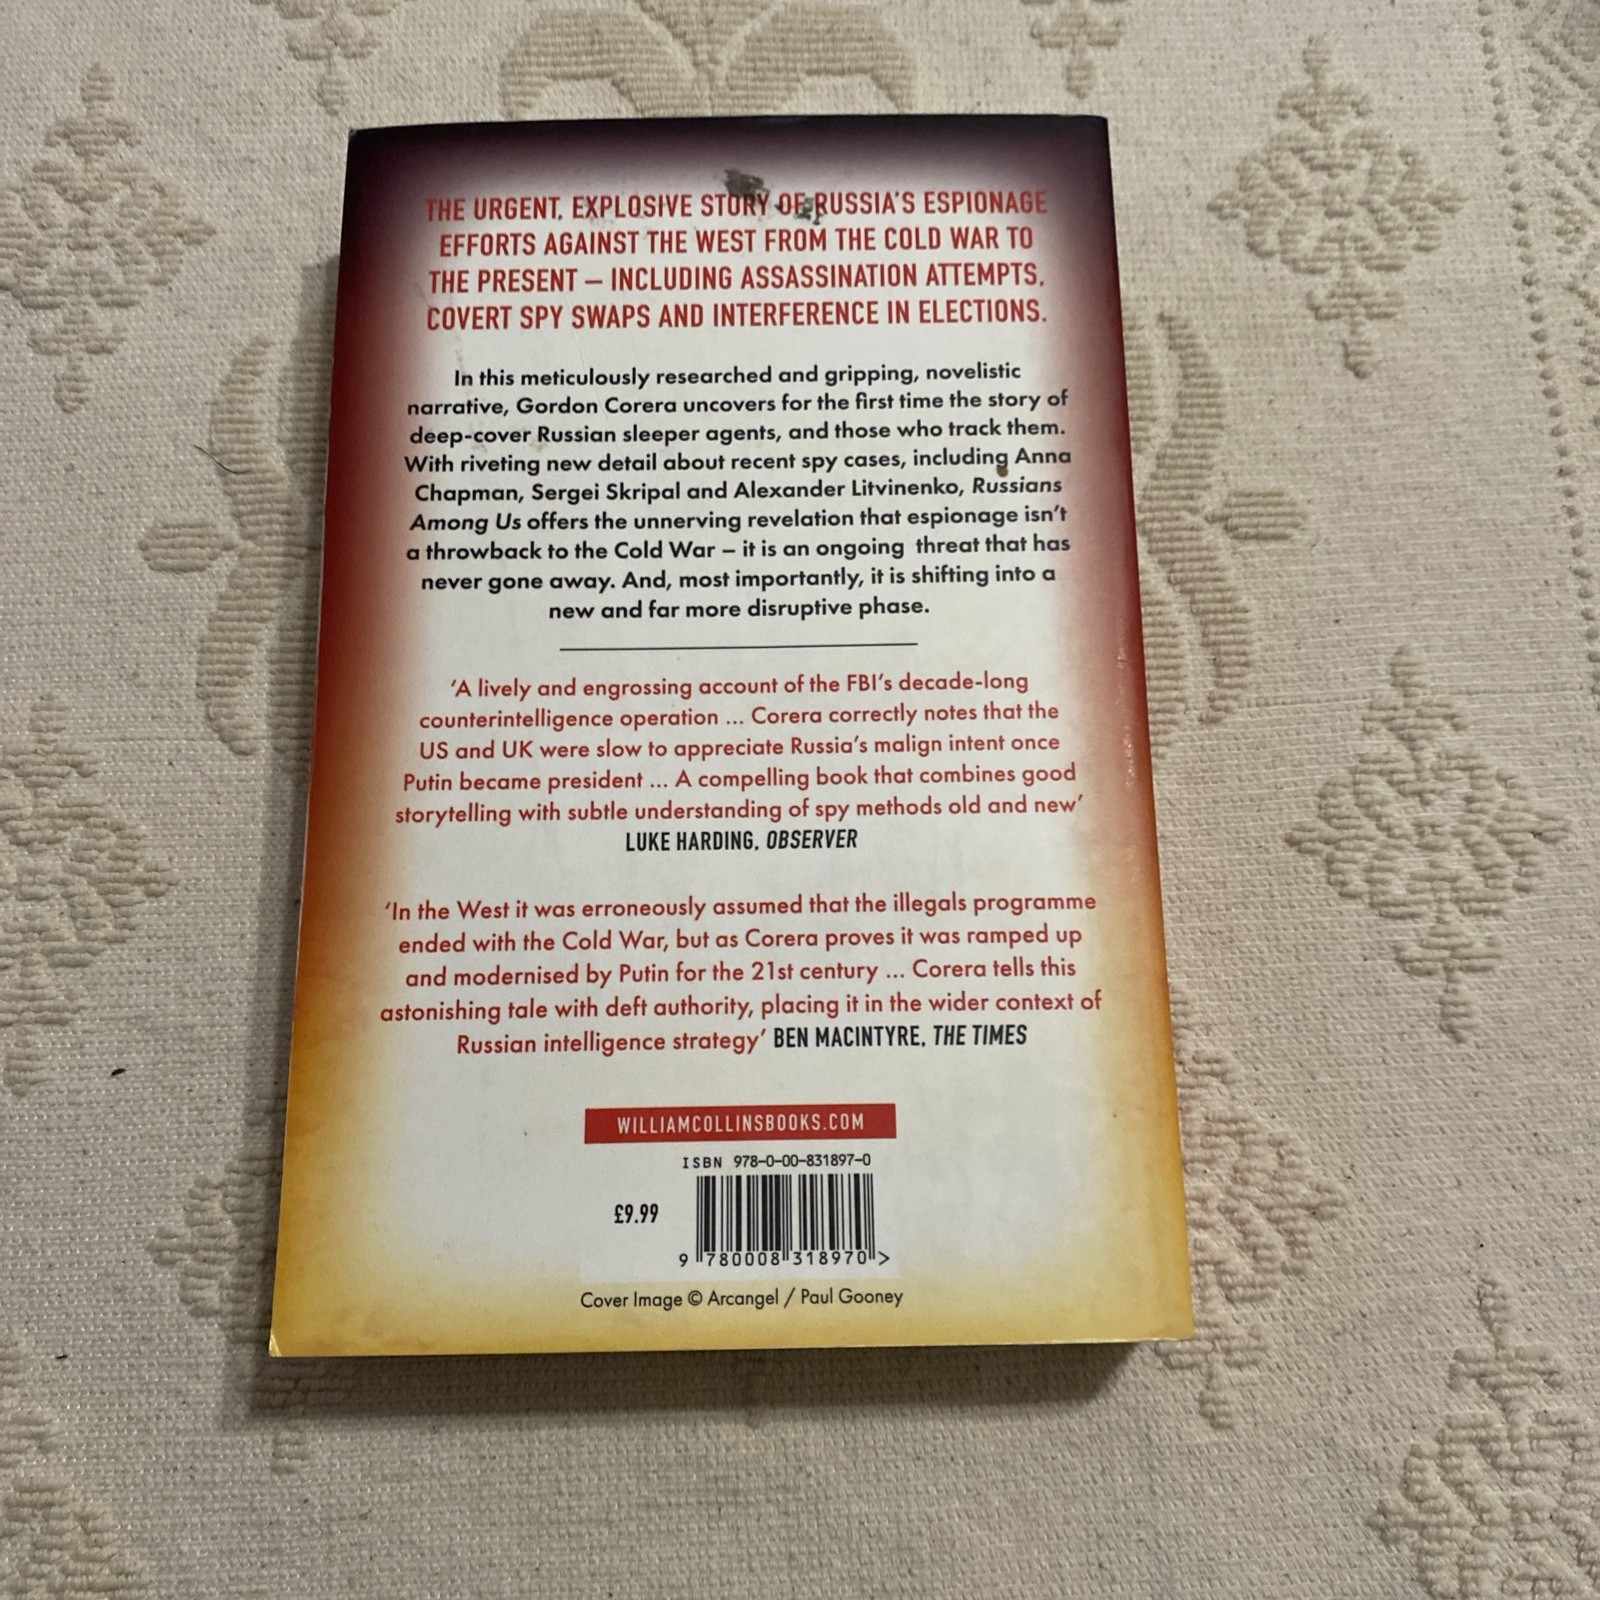 THE URGENT, EXPLOSIVE STORY OF RUSSIA'S ESPIONAGE
EFFORTS AGAINST THE WEST FROM THE COLD WAR TO
THE PRESENT – INCLUDING ASSASSINATION ATTEMPTS,
COVERT SPY SWAPS AND INTERFERENCE IN ELECTIONS.
In this meticulously researched and gripping, novelistic
narrative, Gordon Corera uncovers for the first time the story of
deep-cover Russian sleeper agents, and those who track them.
With riveting new detail about recent spy cases, including Anna
Chapman, Sergei Skripal and Alexander Litvinenko, Russians
Among Us offers the unnerving revelation that espionage isn't
a throwback to the Cold War – it is an ongoing threat that has
never gone away. And, most importantly, it is shifting into a
new and far more disruptive phase.
'A lively and engrossing account of the FBI's decade-long
counterintelligence operation ... Corera correctly notes that the
US and UK were slow to appreciate Russia's malign intent once
Putin became president ... A compelling book that combines good
storytelling with subtle understanding of spy methods old and new'
LUKE HARDING, OBSERVER
'In the West it was erroneously assumed that the illegals programme
ended with the Cold War, but as Corera proves it was ramped up
and modernised by Putin for the 21st century ... Corera tells this
astonishing tale with deft authority, placing it in the wider context of
Russian intelligence strategy' BEN MACINTYRE, THE TIMES
WILLIAMCOLLINSBOOKS.COM
ISBN 978-0-00-831897-0
£9.99
9 780008 318970 >
Cover Image © Arcangel / Paul Gooney